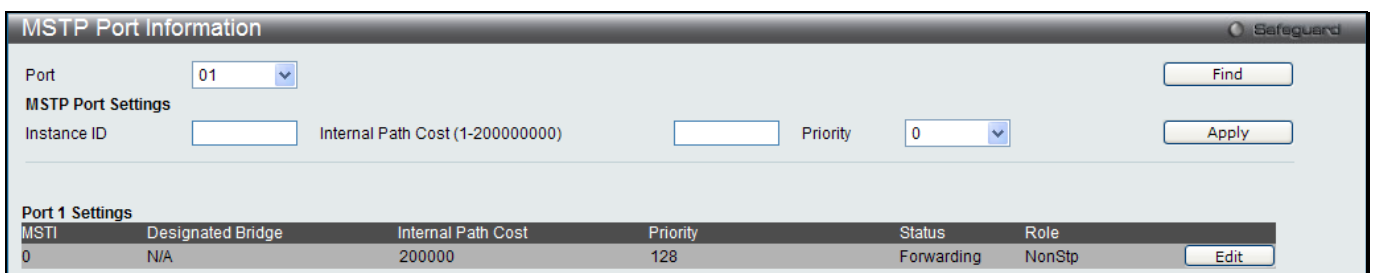 MSTP Port Information Safeguard
Port 01 Find
MSTP Port Settings
Instance ID Internal Path Cost (1-200000000) Priority 0 Apply
Port 1 Settings
MSTI Designated Bridge Internal Path Cost Priority Status Role
0 N/A 200000 128 Forwarding NonStp Edit